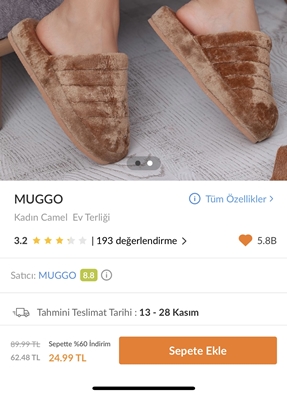 MUGGO
Tüm Özellikler
Kadın Camel Ev Terliği
3.2 | 193 değerlendirme
5.8B
Satıcı: MUGGO 8.8
Tahmini Teslimat Tarihi : 13 - 28 Kasım
89.99 TL Sepette %60 İndirim
62.48 TL 24.99 TL
Sepete Ekle